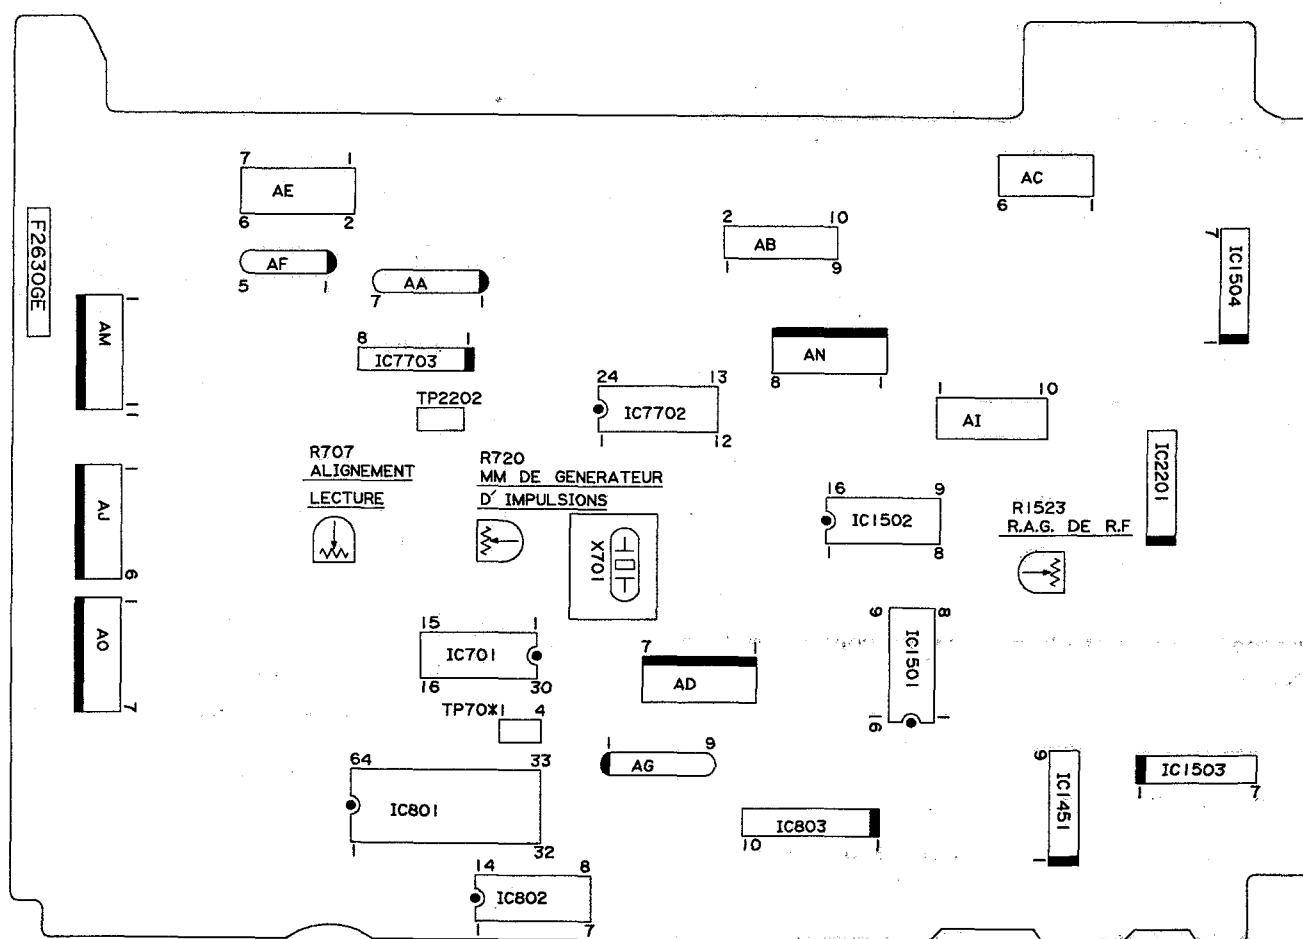 7 1
AE
6 2
AC
6 1
F2630GE
AF
5 1
AA
7 1
2 10
AB
1 9
7
IC1504
1
1
AM
11
8 1
IC7703
AN
8 1
TP2202
24 13
IC7702
1 12
1 10
AI
R707
ALIGNEMENT
LECTURE
R720
MM DE GENERATEUR
D' IMPULSIONS
X701
16 9
IC1502
1 8
R1523
R.A.G. DE R.F
IC2201
1
AJ
6
1
AO
7
15 1
IC701
16 30
TP70*1 4
7 1
AD
9 8
IC1501
16 1
1 9
AG
64 33
IC801
1 32
10 1
IC803
9
IC1451
1
IC1503
1 7
14 8
IC802
1 7